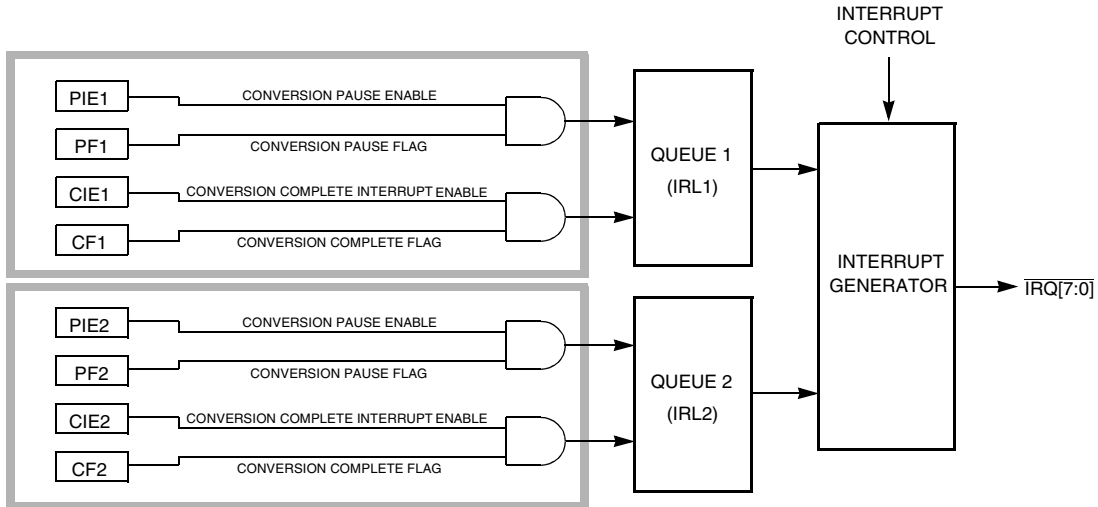 INTERRUPT
CONTROL
PIE1
CONVERSION PAUSE ENABLE
PF1
CONVERSION PAUSE FLAG
CIE1
CONVERSION COMPLETE INTERRUPT ENABLE
CF1
CONVERSION COMPLETE FLAG
QUEUE 1
(IRL1)
PIE2
CONVERSION PAUSE ENABLE
PF2
CONVERSION PAUSE FLAG
CIE2
CONVERSION COMPLETE INTERRUPT ENABLE
CF2
CONVERSION COMPLETE FLAG
QUEUE 2
(IRL2)
INTERRUPT
GENERATOR
IRQ[7:0]